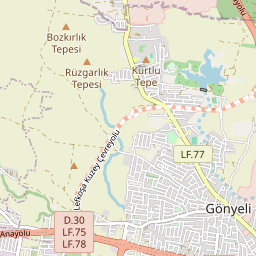 Bozkırlık
Tepesi
Rüzgarlık
Tepesi
Kurtlu
Tepe
Lefkoşa Kuzey Çevreyolu
LF.77
Gönyeli
D.30
LF.75
LF.78
Anayolu